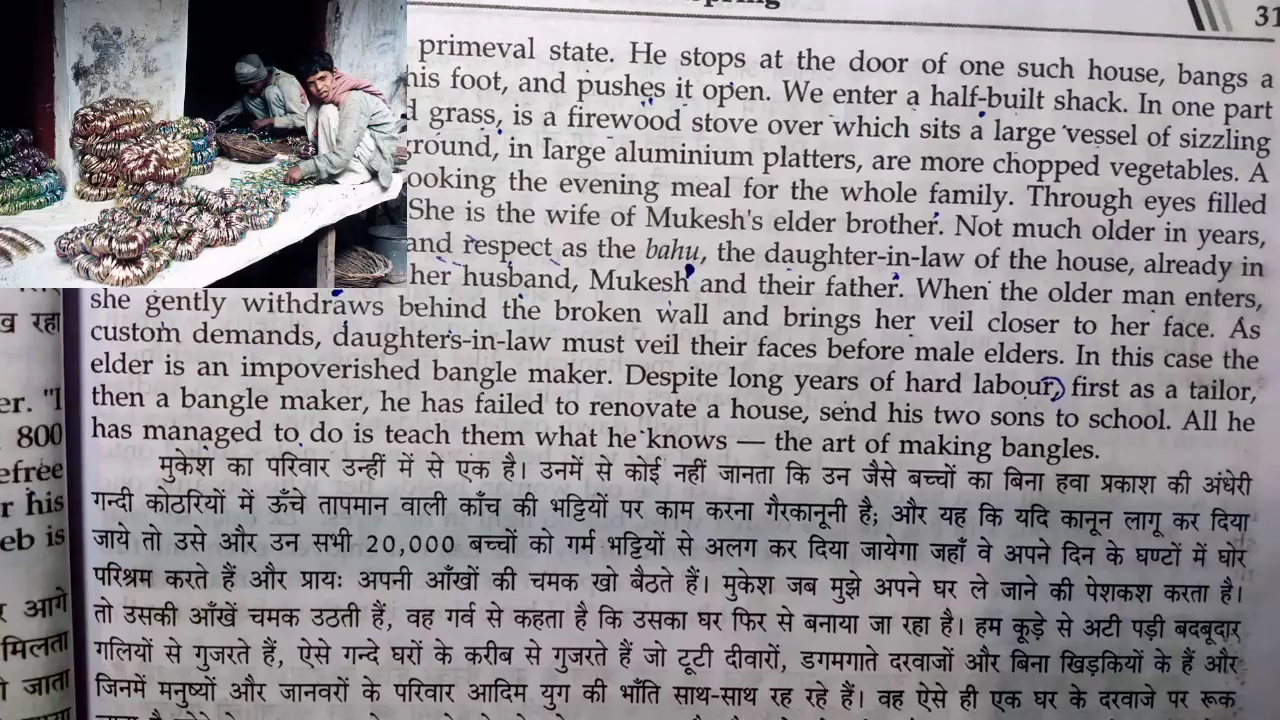 31
primeval state. He stops at the door of one such house, bangs a
his foot, and pushes it open. We enter a half-built shack. In one part
grass, is a firewood stove over which sits a large vessel of sizzling
ground, in large aluminium platters, are more chopped vegetables. A
ooking the evening meal for the whole family. Through eyes filled
She is the wife of Mukesh's elder brother. Not much older in years,
and respect as the bahu, the daughter-in-law of the house, already in
her husband, Mukesh and their father. When the older man enters,
she gently withdraws behind the broken wall and brings her veil closer to her face. As
custom demands, daughters-in-law must veil their faces before male elders. In this case the
elder is an impoverished bangle maker. Despite long years of hard labour, first as a tailor,
then a bangle maker, he has failed to renovate a house, send his two sons to school. All he
has managed to do is teach them what he knows — the art of making bangles.
मुकेश का परिवार उन्हीं में से एक है। उनमें से कोई नहीं जानता कि उन जैसे बच्चों का बिना हवा प्रकाश की अंधेरी
गन्दी कोठरियों में ऊँचे तापमान वाली काँच की भट्टियों पर काम करना गैरकानूनी है; और यह कि यदि कानून लागू कर दिया
जाये तो उसे और उन सभी 20,000 बच्चों को गर्म भट्टियों से अलग कर दिया जायेगा जहाँ वे अपने दिन के घण्टों में घोर
परिश्रम करते हैं और प्रायः अपनी आँखों की चमक खो बैठते हैं। मुकेश जब मुझे अपने घर ले जाने की पेशकश करता है।
तो उसकी आँखें चमक उठती हैं, वह गर्व से कहता है कि उसका घर फिर से बनाया जा रहा है। हम कूड़े से अटी पड़ी बदबूदार
गलियों से गुजरते हैं, ऐसे गन्दे घरों के करीब से गुजरते हैं जो टूटी दीवारों, डगमगाते दरवाजों और बिना खिड़कियों के हैं और
जिनमें मनुष्यों और जानवरों के परिवार आदिम युग की भाँति साथ-साथ रह रहे हैं। वह ऐसे ही एक घर के दरवाजे पर रूक
रहा
er. "I
800
efree
r his
eb is
आगे
मिलता
जाता